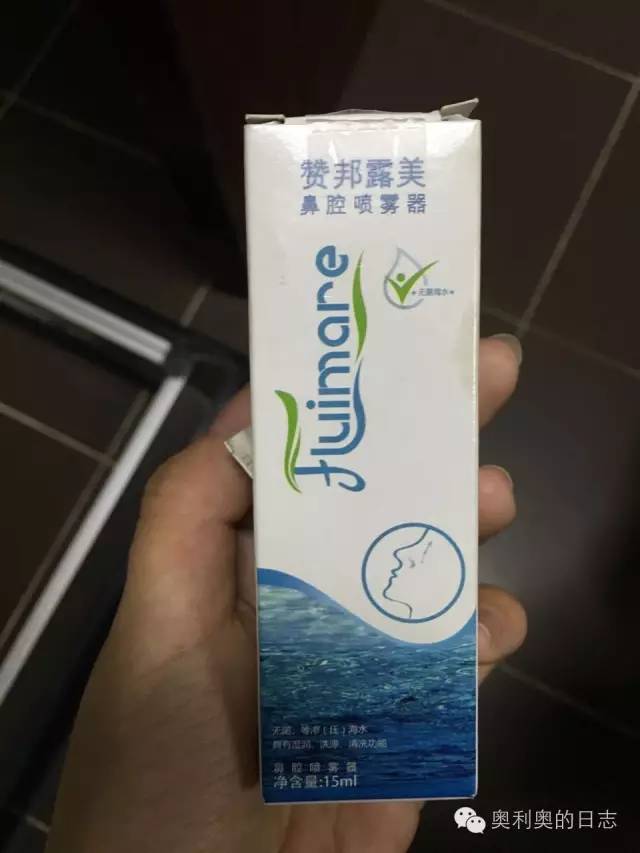 赞邦露美
鼻腔喷雾器
Fluimare
无菌海水
无菌、等渗（压）海水
具有湿润、洗涤、清洗功能
鼻腔喷雾器
净含量:15ml
奥利奥的日志